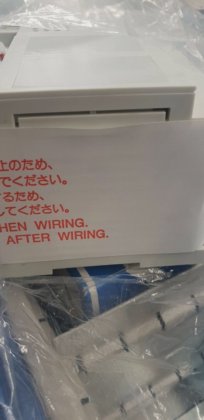 止のため、
でください。
るため、
してください。
HEN WIRING.
AFTER WIRING.